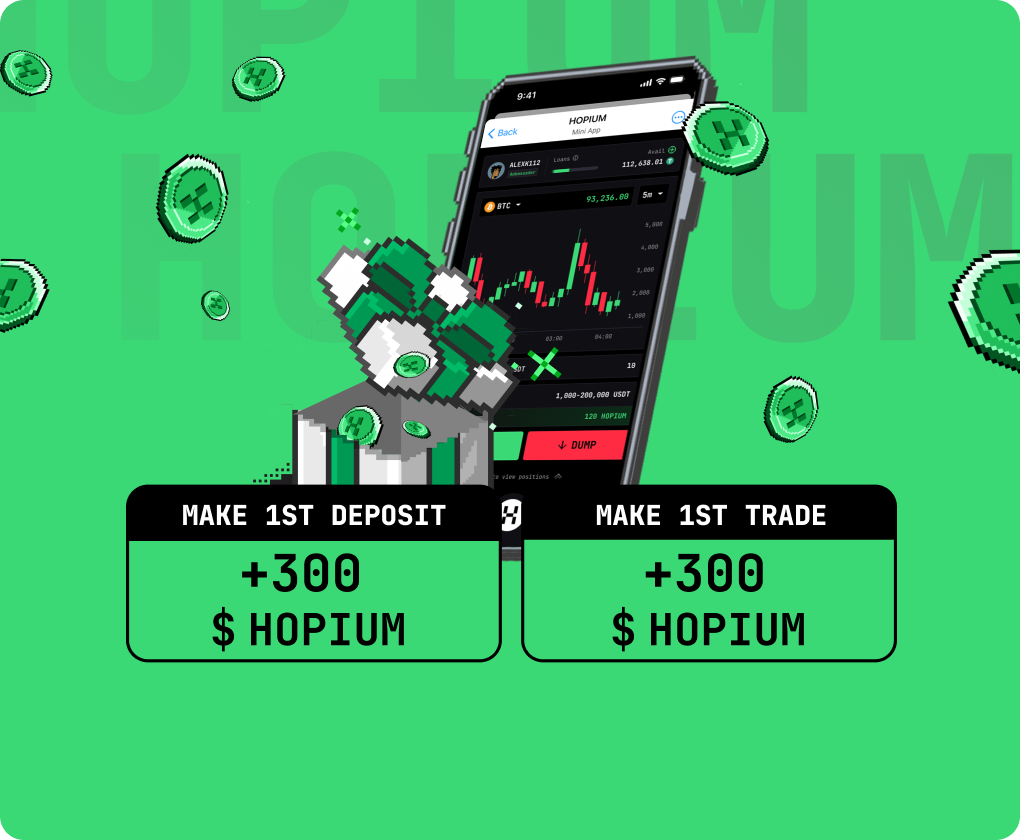 HOPIUM
HOPIUM
9:41
Back
HOPIUM
Mini App
ALEXK112
Loans
Avail
112,638.01
BTC
93,236.00
5m
5,000
4,000
3,000
2,000
1,000
03:00
04:00
10
1,000-200,000 USDT
120 HOPIUM
DUMP
view positions
MAKE 1ST DEPOSIT
+300
$ HOPIUM
MAKE 1ST TRADE
+300
$ HOPIUM